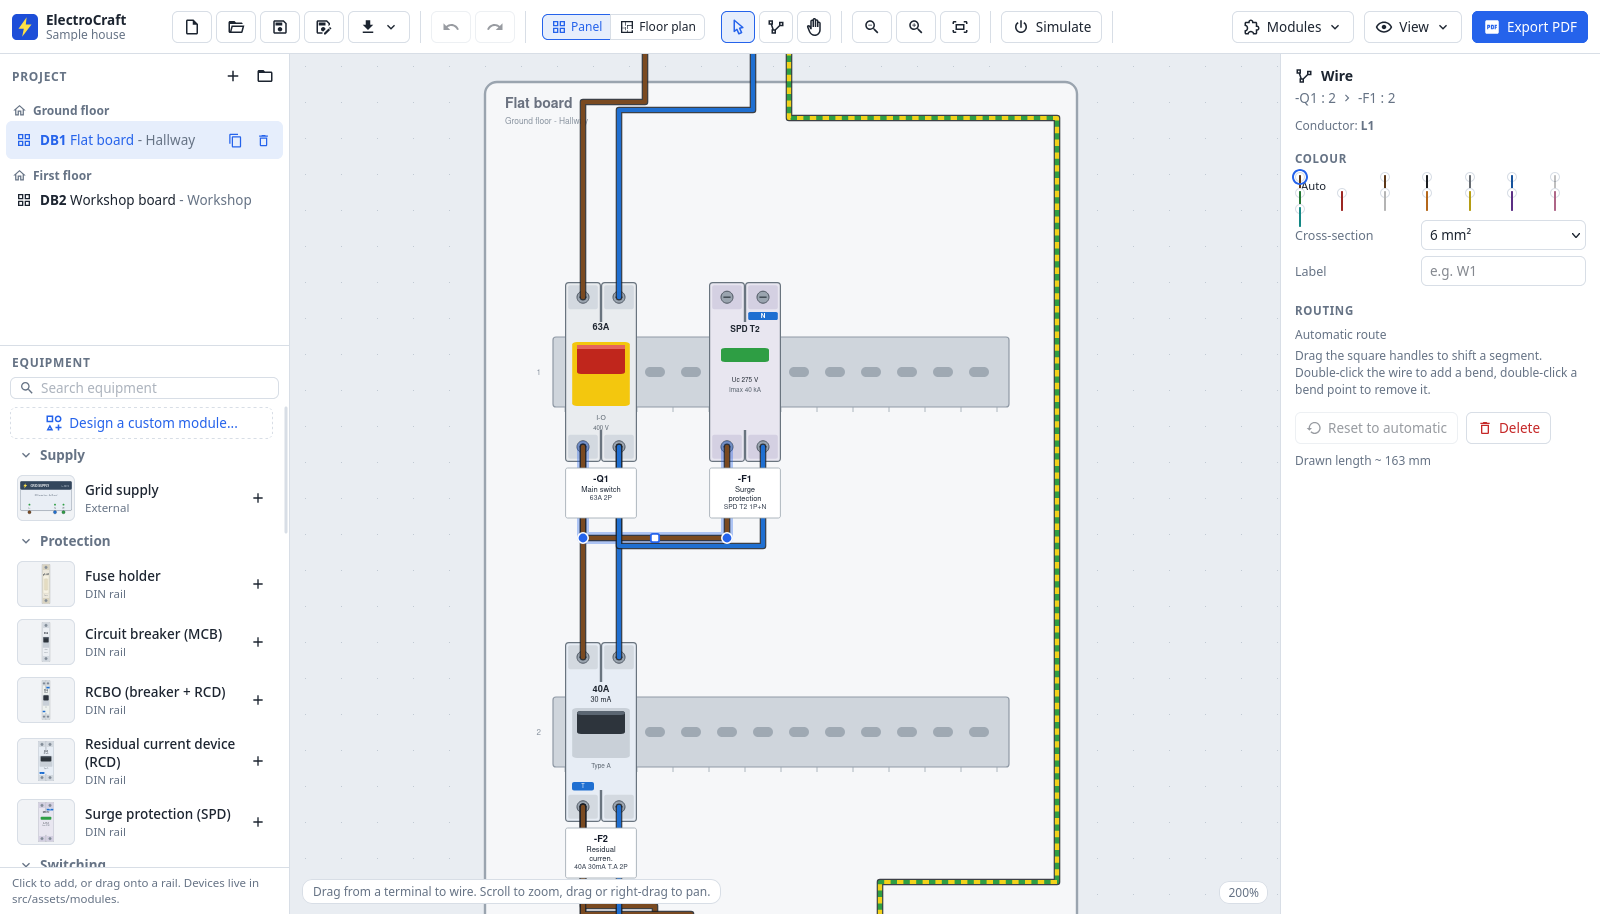 ElectroCraft
Sample house
Panel
Floor plan
Simulate
Modules
View
PDF
Export PDF
PROJECT
Ground floor
DB1 Flat board - Hallway
First floor
DB2 Workshop board - Workshop
EQUIPMENT
Search equipment
Design a custom module...
Supply
Grid supply
External
Protection
Fuse holder
DIN rail
Circuit breaker (MCB)
DIN rail
RCBO (breaker + RCD)
DIN rail
Residual current device
(RCD)
DIN rail
Surge protection (SPD)
DIN rail
Switching
Click to add, or drag onto a rail. Devices live in
src/assets/modules.
Flat board
Ground floor - Hallway
63A
I-O
400 V
N
SPD T2
Uc 275 V
Imax 40 kA
1
-Q1
Main switch
63A 2P
-F1
Surge
protection
SPD T2 1P+N
40A
30 mA
Type A
T
2
-F2
Residual
curren.
40A 30mA T.A 2P
Drag from a terminal to wire. Scroll to zoom, drag or right-drag to pan.
200%
Wire
-Q1 : 2 > -F1 : 2
Conductor: L1
COLOUR
Auto
Cross-section
6 mm²
Label
e.g. W1
ROUTING
Automatic route
Drag the square handles to shift a segment.
Double-click the wire to add a bend, double-click a
bend point to remove it.
Reset to automatic
Delete
Drawn length ~ 163 mm